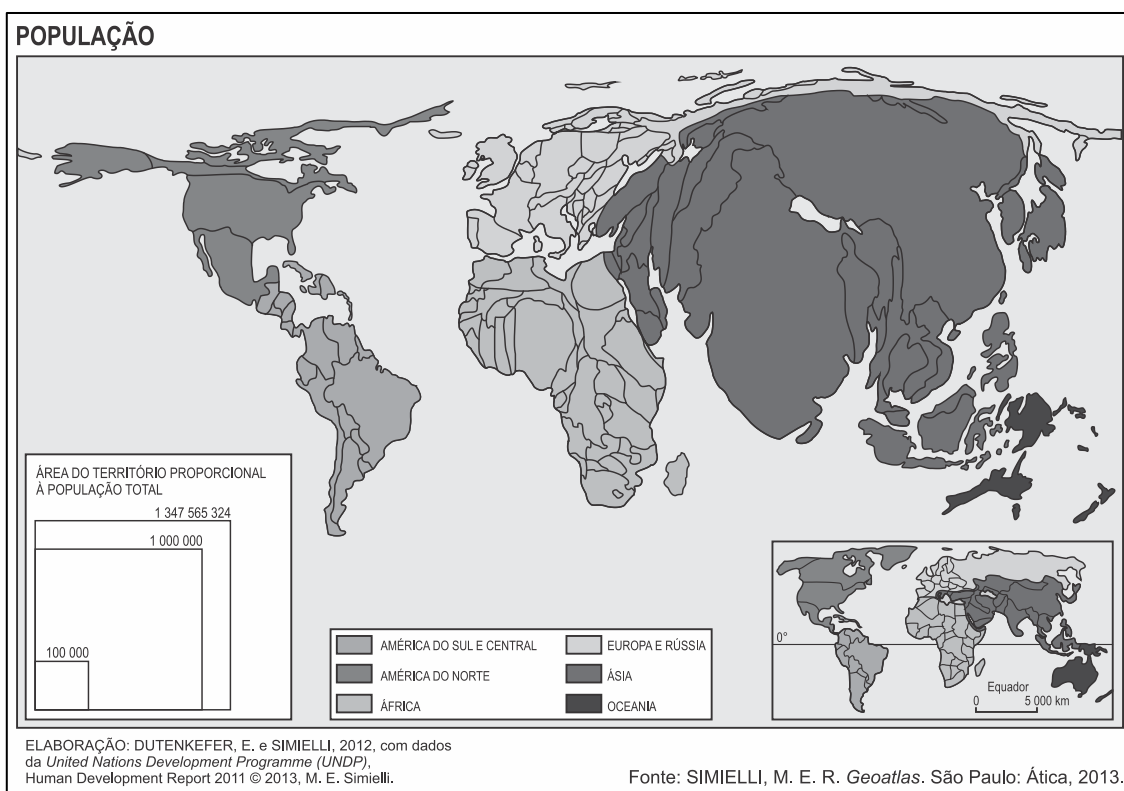 POPULAÇÃO
ÁREA DO TERRITÓRIO PROPORCIONAL
À POPULAÇÃO TOTAL
1 347 565 324
1 000 000
100 000
AMÉRICA DO SUL E CENTRAL
AMÉRICA DO NORTE
ÁFRICA
EUROPA E RÚSSIA
ÁSIA
OCEANIA
0°
Equador
0 5 000 km
ELABORAÇÃO: DUTENKEFER, E. e SIMIELLI, 2012, com dados
da United Nations Development Programme (UNDP),
Human Development Report 2011 © 2013, M. E. Simielli.
Fonte: SIMIELLI, M. E. R. Geoatlas. São Paulo: Ática, 2013.